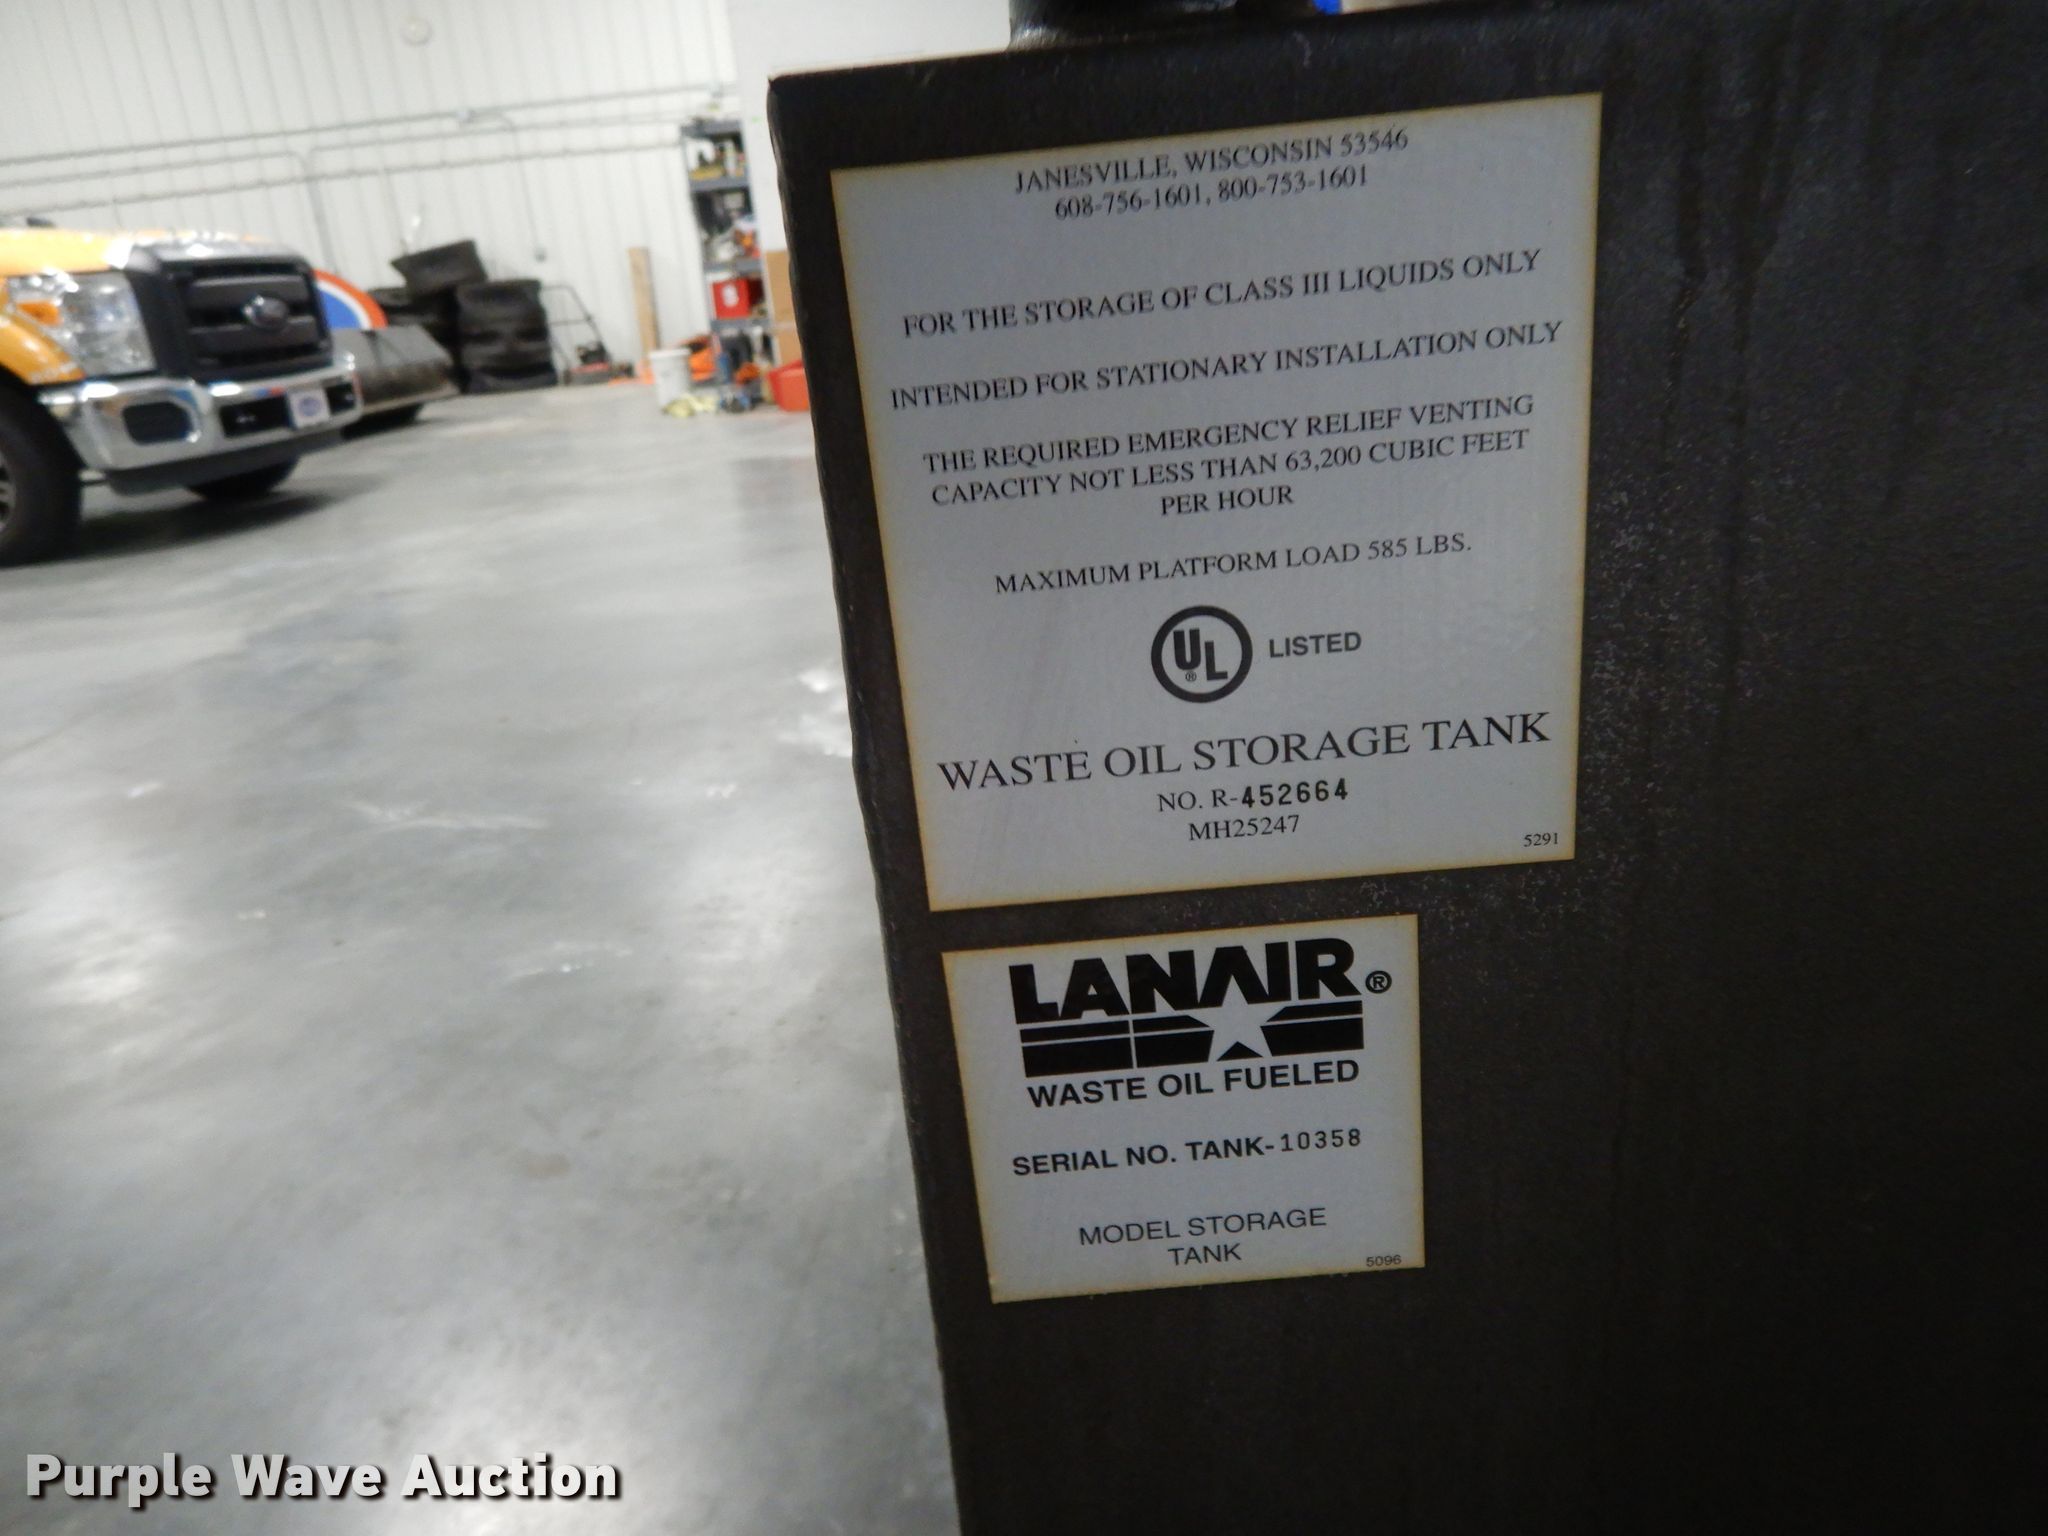 JANESVILLE, WISCONSIN 53546
608-756-1601, 800-753-1601
FOR THE STORAGE OF CLASS III LIQUIDS ONLY
INTENDED FOR STATIONARY INSTALLATION ONLY
THE REQUIRED EMERGENCY RELIEF VENTING
CAPACITY NOT LESS THAN 63,200 CUBIC FEET
PER HOUR
MAXIMUM PLATFORM LOAD 585 LBS.
UL® LISTED
WASTE OIL STORAGE TANK
NO. R-452664
MH25247
5291
LANAIR®
WASTE OIL FUELED
SERIAL NO. TANK-10358
MODEL STORAGE
TANK
5096
Purple Wave Auction